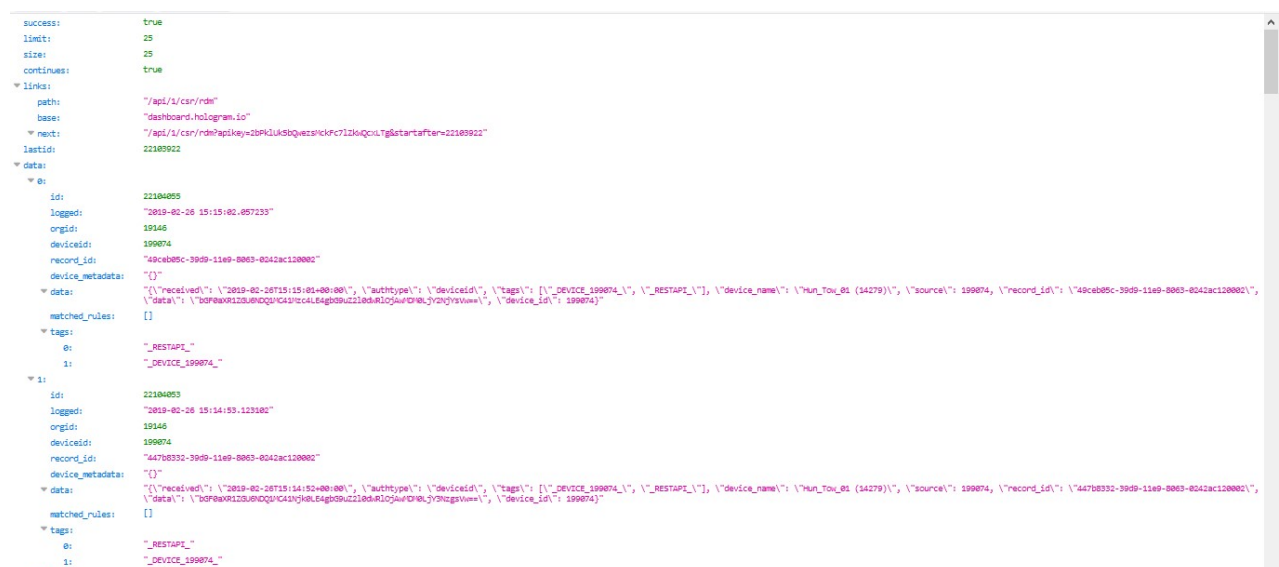 success: true
limit: 25
size: 25
continues: true
links:
path: "/api/1/csr/rdm"
base: "dashboard.hologram.io"
next:
lastid: 22103922
data:
0:
id: 22104055
logged: "2019-02-26 15:15:02.057233"
orgid: 19146
deviceid: 199074
record_id: "49ceb05c-39d9-11e9-8063-0242ac120002"
device_metadata: "{}"
data: "{\"received\": \"2019-02-26T15:15:01+00:00\", \"authtype\": \"deviceid\", \"tags\": [\"_DEVICE_199074_\", \"_RESTAPI_\"], \"device_name\": \"Hun_Tow_01 (14279)\", \"source\": 199074, \"record_id\": \"49ceb05c-39d9-11e9-8063-0242ac120002\",
\"data\": \"device_id\": 199074}"
matched_rules: []
tags:
0: "_RESTAPI_"
1: "_DEVICE_199074_"
1:
id: 22104053
logged: "2019-02-26 15:14:53.123102"
orgid: 19146
deviceid: 199074
record_id: "447b8332-39d9-11e9-8063-0242ac120002"
device_metadata: "{}"
data: "{\"received\": \"2019-02-26T15:14:52+00:00\", \"authtype\": \"deviceid\", \"tags\": [\"_DEVICE_199074_\", \"_RESTAPI_\"], \"device_name\": \"Hun_Tow_01 (14279)\", \"source\": 199074, \"record_id\": \"447b8332-39d9-11e9-8063-0242ac120002\",
\"data\": \"device_id\": 199074}"
matched_rules: []
tags:
0: "_RESTAPI_"
1: "_DEVICE_199074_"